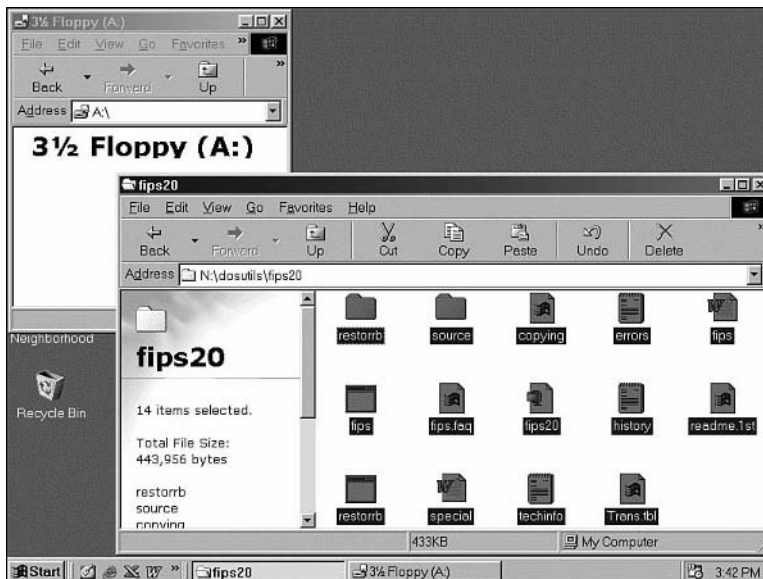 3½ Floppy (A:)
File Edit View Go Favorites »
Back Forward Up »
Address A:\
3½ Floppy (A:)
fips20
File Edit View Go Favorites Help
Back Forward Up Cut Copy Paste Undo Delete »
Address N:\dosutils\fips20
fips20
14 items selected.
Total File Size:
443,956 bytes
restorrb
source
copying
restorrb source copying errors fips
fips fips.faq fips20 history readme.1st
restorrb special techinfo Trans.tbl
433KB My Computer
Neighborhood
Recycle Bin
Start » fips20 3½ Floppy (A:) 3:42 PM